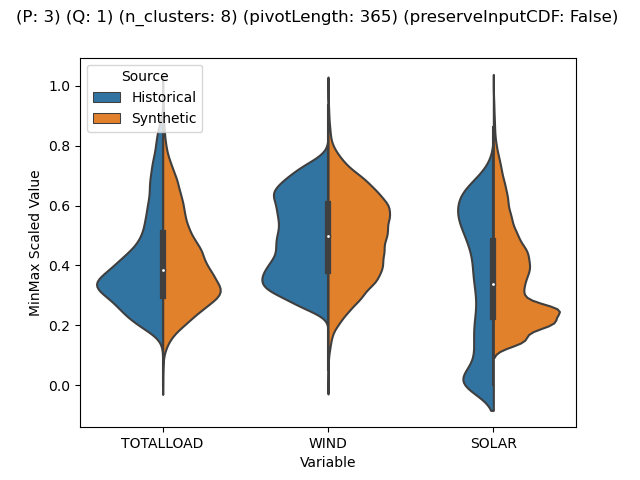 (P: 3) (Q: 1) (n_clusters: 8) (pivotLength: 365) (preserveInputCDF: False)
Source
Historical
Synthetic
MinMax Scaled Value
1.0
0.8
0.6
0.4
0.2
0.0
TOTALLOAD WIND SOLAR
Variable